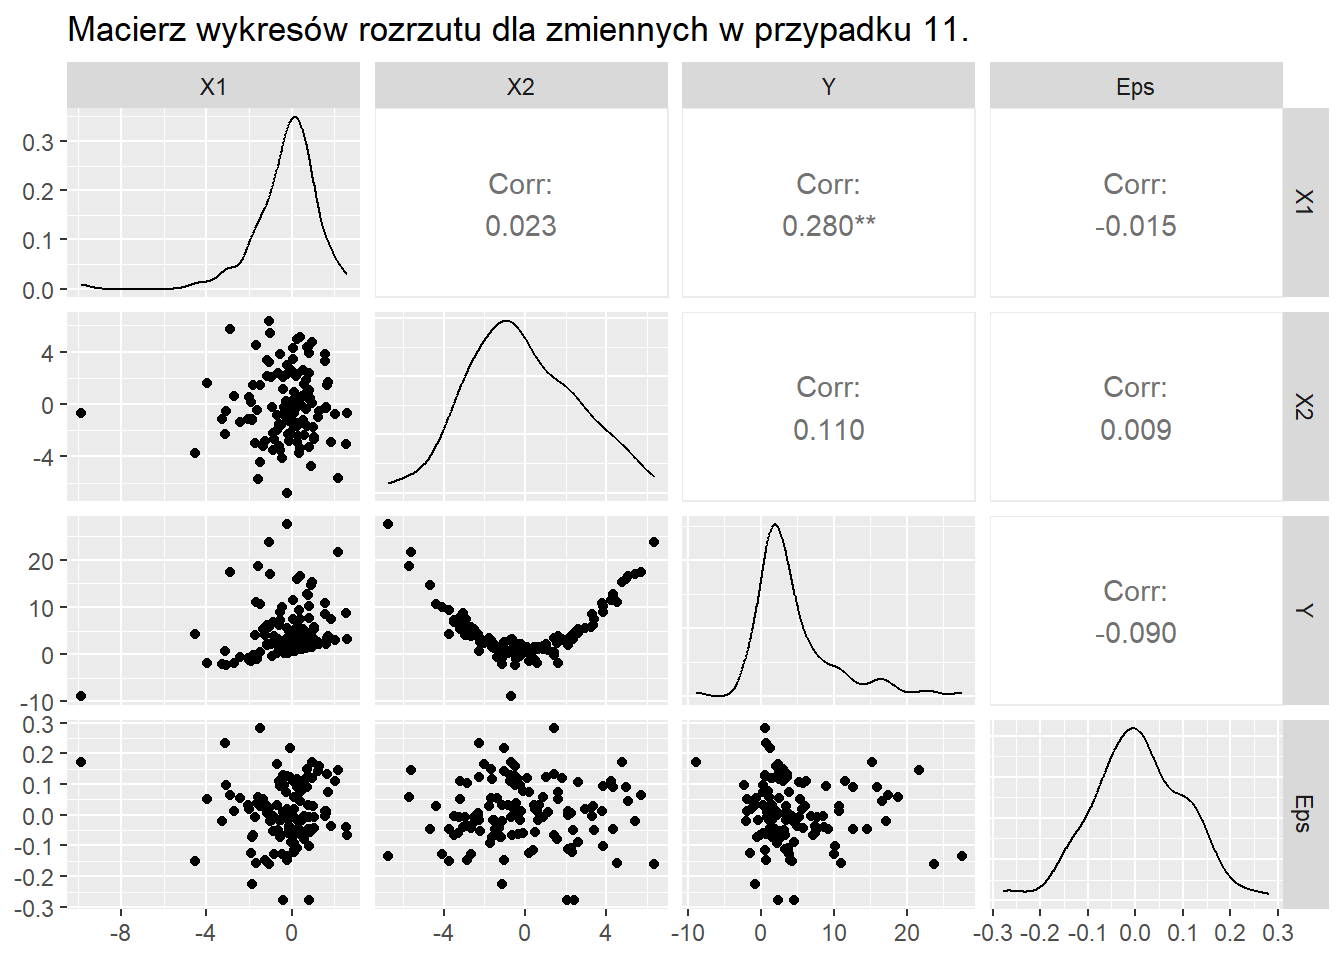 Macierz wykresów rozrzutu dla zmiennych w przypadku 11.
X1 X2 Y Eps
0.3
0.2
0.1
0.0
Corr:
0.023
Corr:
0.280**
Corr:
-0.015
X1
4
0
-4
Corr:
0.110
Corr:
0.009
X2
20
10
0
-10
Corr:
-0.090
Y
0.3
0.2
0.1
0.0
-0.1
-0.2
-0.3
Eps
-8 -4 0 -4 0 4 -10 0 10 20 -0.3 -0.2 -0.1 0.0 0.1 0.2 0.3